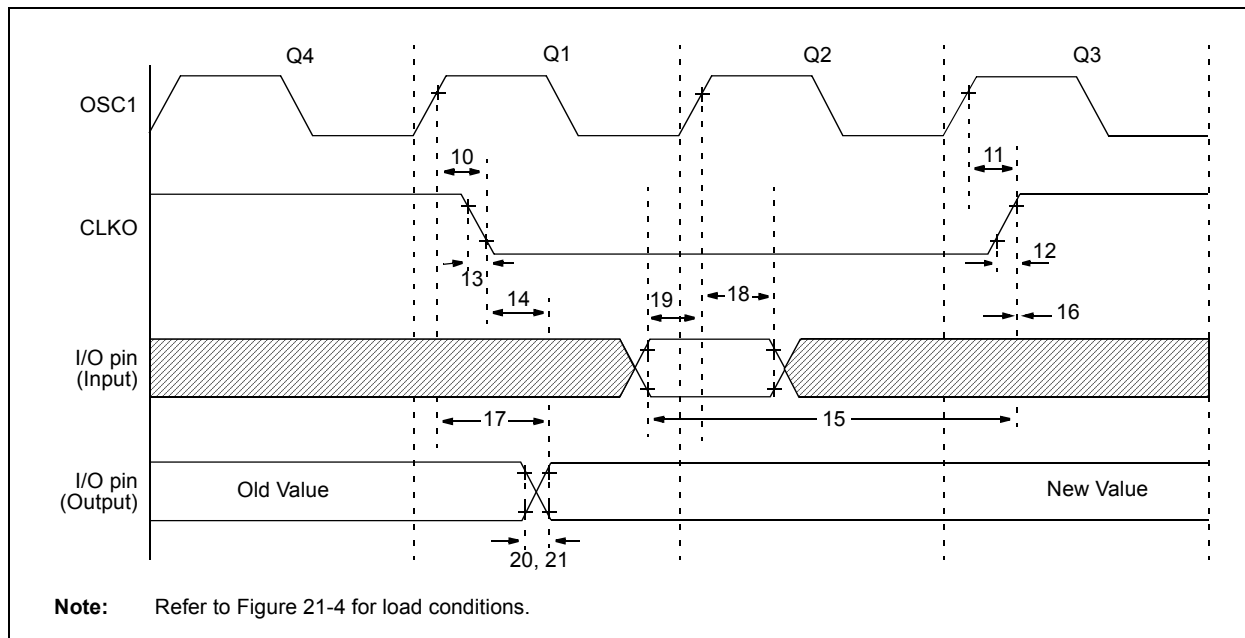 Q4 Q1 Q2 Q3
OSC1
10 11
CLKO
13 12
14 19 18 16
I/O pin
(Input)
17 15
I/O pin
(Output)
Old Value New Value
20, 21
Note: Refer to Figure 21-4 for load conditions.